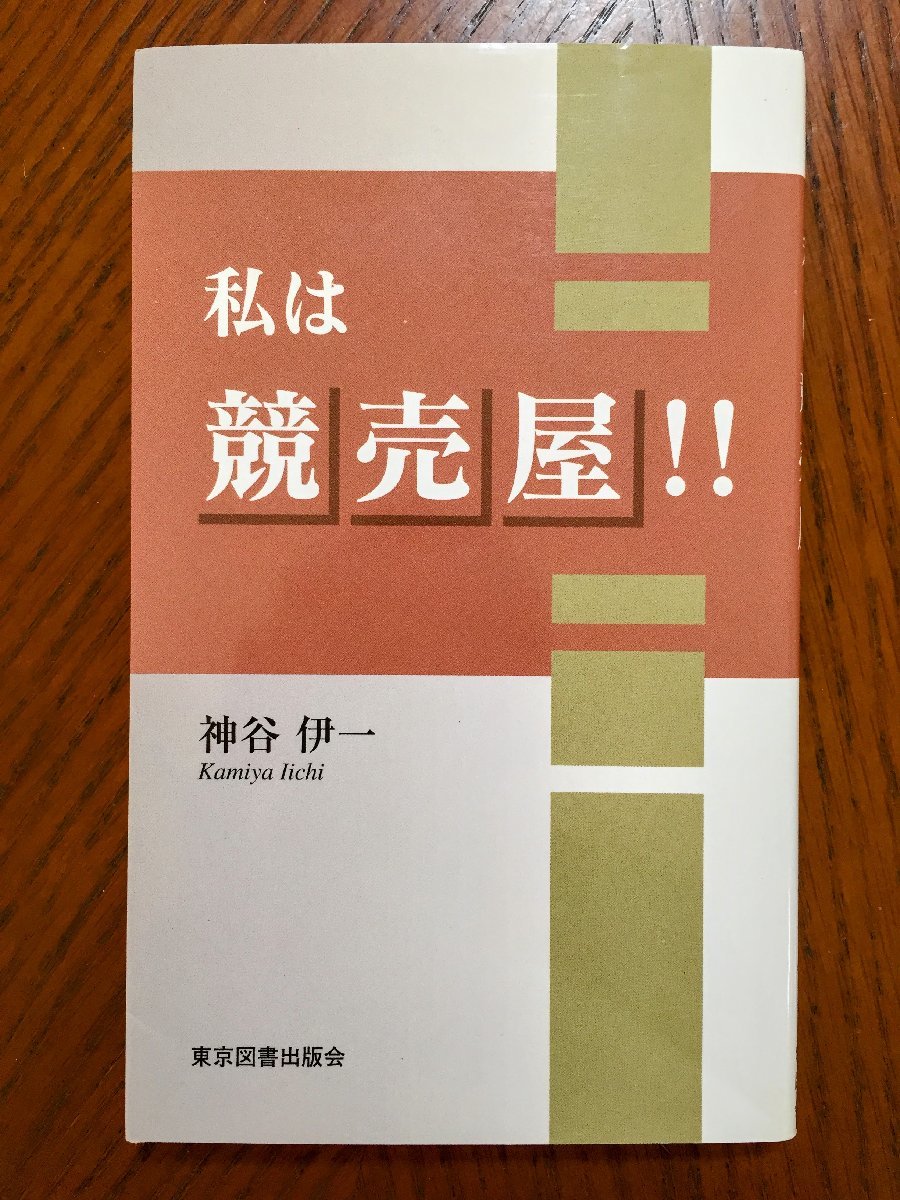 私は
競売屋!!
神谷 伊一
Kamiya Iichi
東京図書出版会